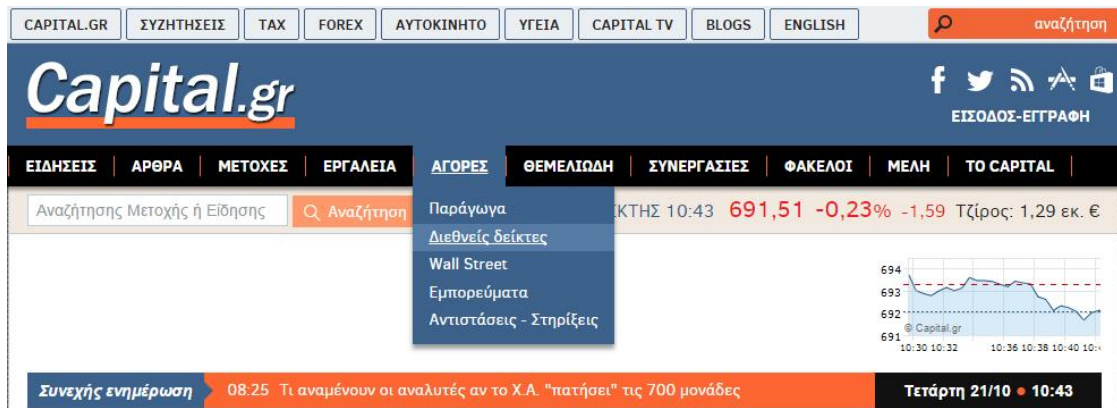 CAPITAL.GR ΣΥΖΗΤΗΣΕΙΣ TAX FOREX ΑΥΤΟΚΙΝΗΤΟ ΥΓΕΙΑ CAPITAL TV BLOGS ENGLISH αναζήτηση
Capital.gr
ΕΙΣΟΔΟΣ-ΕΓΓΡΑΦΗ
ΕΙΔΗΣΕΙΣ ΑΡΘΡΑ ΜΕΤΟΧΕΣ ΕΡΓΑΛΕΙΑ ΑΓΟΡΕΣ ΘΕΜΕΛΙΩΔΗ ΣΥΝΕΡΓΑΣΙΕΣ ΦΑΚΕΛΟΙ ΜΕΛΗ ΤΟ CAPITAL
Αναζήτησης Μετοχής ή Είδησης Αναζήτηση ΚΤΗΣ 10:43 691,51 -0,23% -1,59 Τζίρος: 1,29 εκ. €
Παράγωγα
Διεθνείς δείκτες
Wall Street
Εμπορεύματα
Αντιστάσεις - Στηρίξεις
694
693
692
691
© Capital.gr
10:30 10:32 10:36 10:38 10:40
Συνεχής ενημέρωση 08:25 Τι αναμένουν οι αναλυτές αν το Χ.Α. "πατήσει" τις 700 μονάδες Τετάρτη 21/10 • 10:43